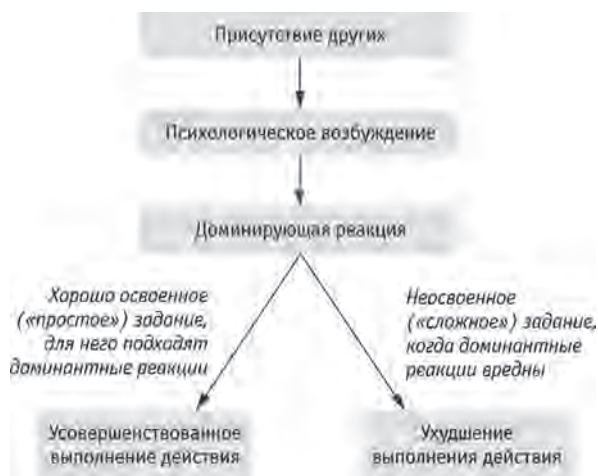 Присутствие других
Психологическое возбуждение
Доминирующая реакция
Хорошо освоенное
(«простое») задание,
для него подходят
доминантные реакции
Неосвоенное
(«сложное») задание,
когда доминантные
реакции вредны
Усовершенствованное
выполнение действия
Ухудшение
выполнения действия